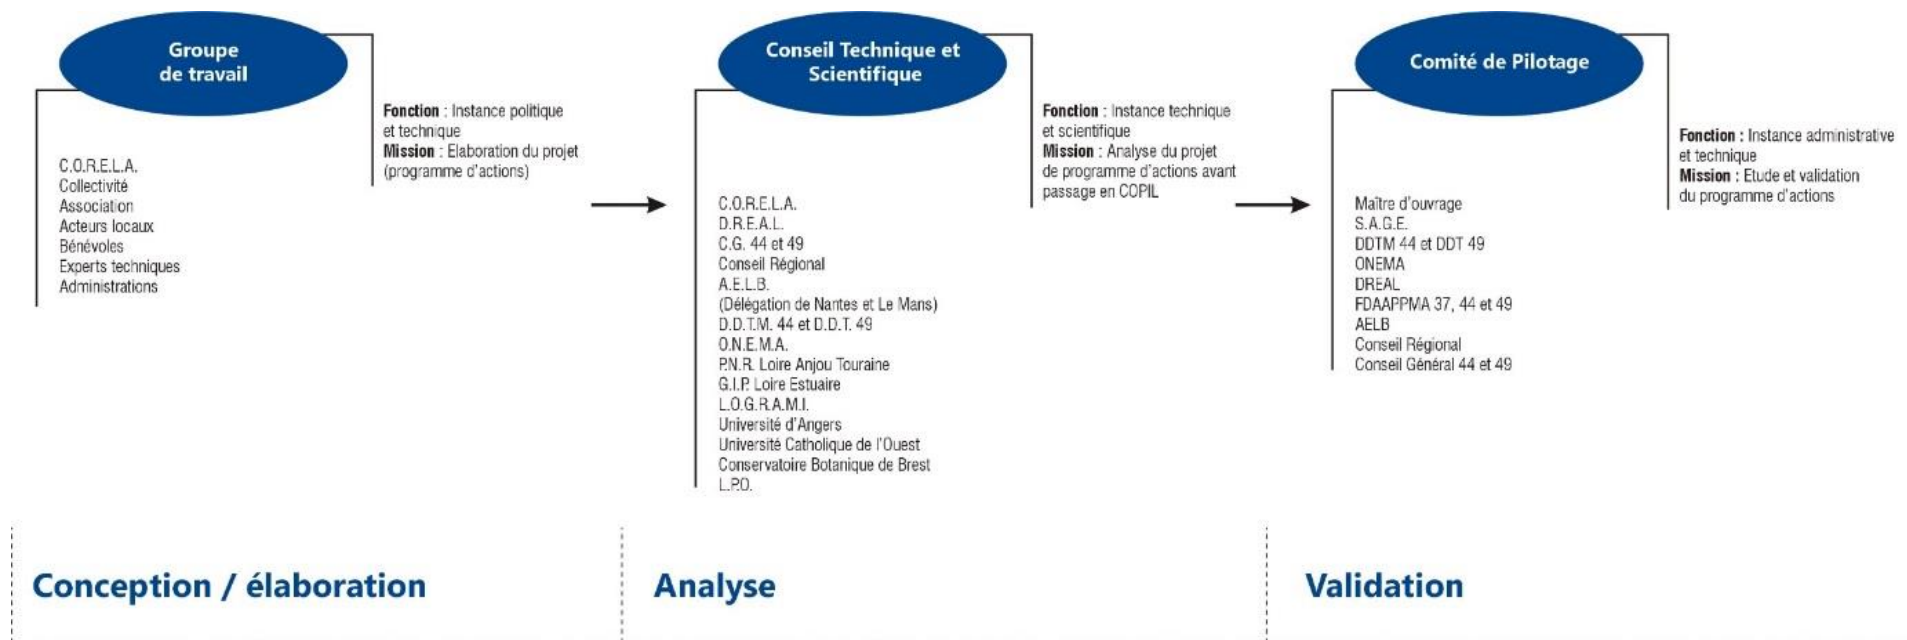 Groupe
de travail
Fonction : Instance politique
et technique
Mission : Elaboration du projet
(programme d'actions)
C.O.R.E.L.A.
Collectivité
Association
Acteurs locaux
Bénévoles
Experts techniques
Administrations
Conseil Technique et
Scientifique
Fonction : Instance technique
et scientifique
Mission : Analyse du projet
de programme d'actions avant
passage en COPIL
C.O.R.E.L.A.
D.R.E.A.L.
C.G. 44 et 49
Conseil Régional
A.E.L.B.
(Délégation de Nantes et Le Mans)
D.D.T.M. 44 et D.D.T. 49
O.N.E.M.A.
P.N.R. Loire Anjou Touraine
G.I.P. Loire Estuaire
L.O.G.R.A.M.I.
Université d'Angers
Université Catholique de l'Ouest
Conservatoire Botanique de Brest
L.P.O.
Comité de Pilotage
Fonction : Instance administrative
et technique
Mission : Etude et validation
du programme d'actions
Maître d'ouvrage
S.A.G.E.
DDTM 44 et DDT 49
ONEMA
DREAL
FDAAPPMA 37, 44 et 49
AELB
Conseil Régional
Conseil Général 44 et 49
Conception / élaboration
Analyse
Validation